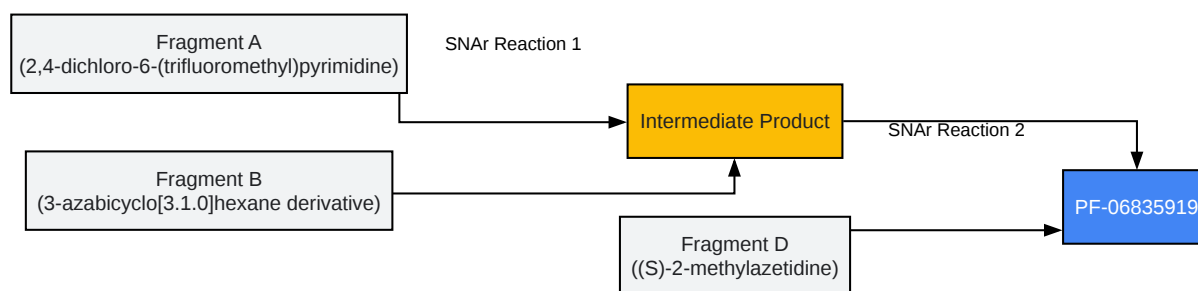 Fragment A
(2,4-dichloro-6-(trifluoromethyl)pyrimidine)
SNAr Reaction 1
Intermediate Product
SNAr Reaction 2
Fragment B
(3-azabicyclo[3.1.0]hexane derivative)
PF-06835919
Fragment D
((S)-2-methylazetidine)